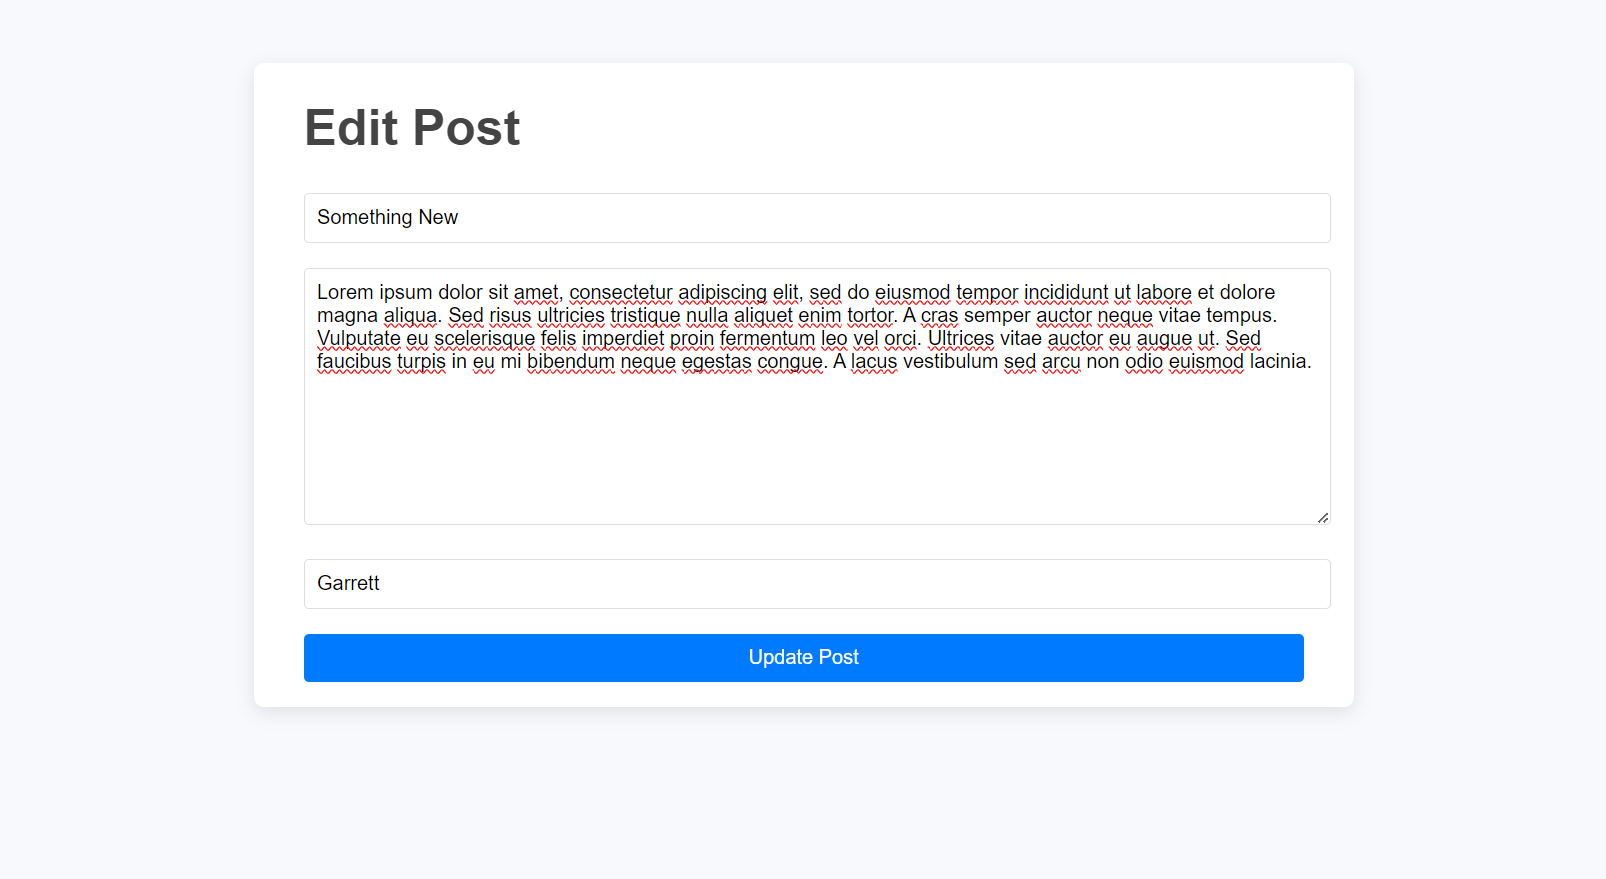 Edit Post
Something New
Lorem ipsum dolor sit amet, consectetur adipiscing elit, sed do eiusmod tempor incididunt ut labore et dolore
magna aliqua. Sed risus ultricies tristique nulla aliquet enim tortor. A cras semper auctor neque vitae tempus.
Vulputate eu scelerisque felis imperdiet proin fermentum leo vel orci. Ultrices vitae auctor eu augue ut. Sed
faucibus turpis in eu mi bibendum neque egestas congue. A lacus vestibulum sed arcu non odio euismod lacinia.
Garrett
Update Post